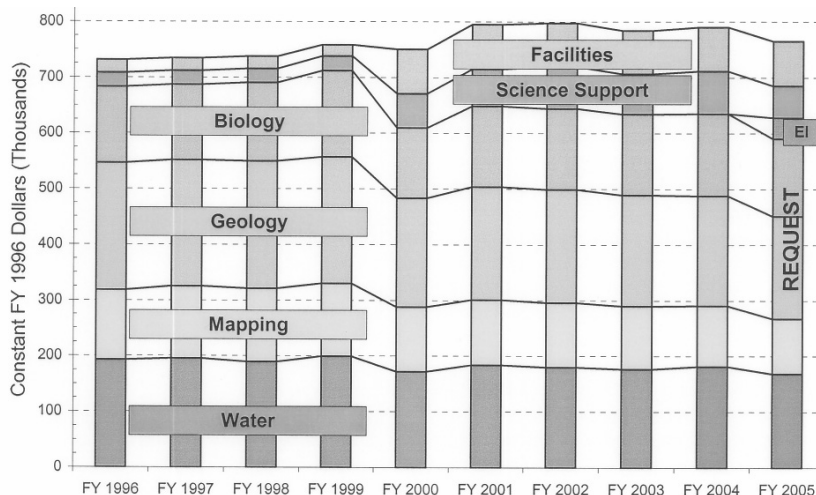 Constant FY 1996 Dollars (Thousands)
800
700
600
500
400
300
200
100
0
Facilities
Science Support
Biology
EI
Geology
REQUEST
Mapping
Water
FY 1996 FY 1997 FY 1998 FY 1999 FY 2000 FY 2001 FY 2002 FY 2003 FY 2004 FY 2005